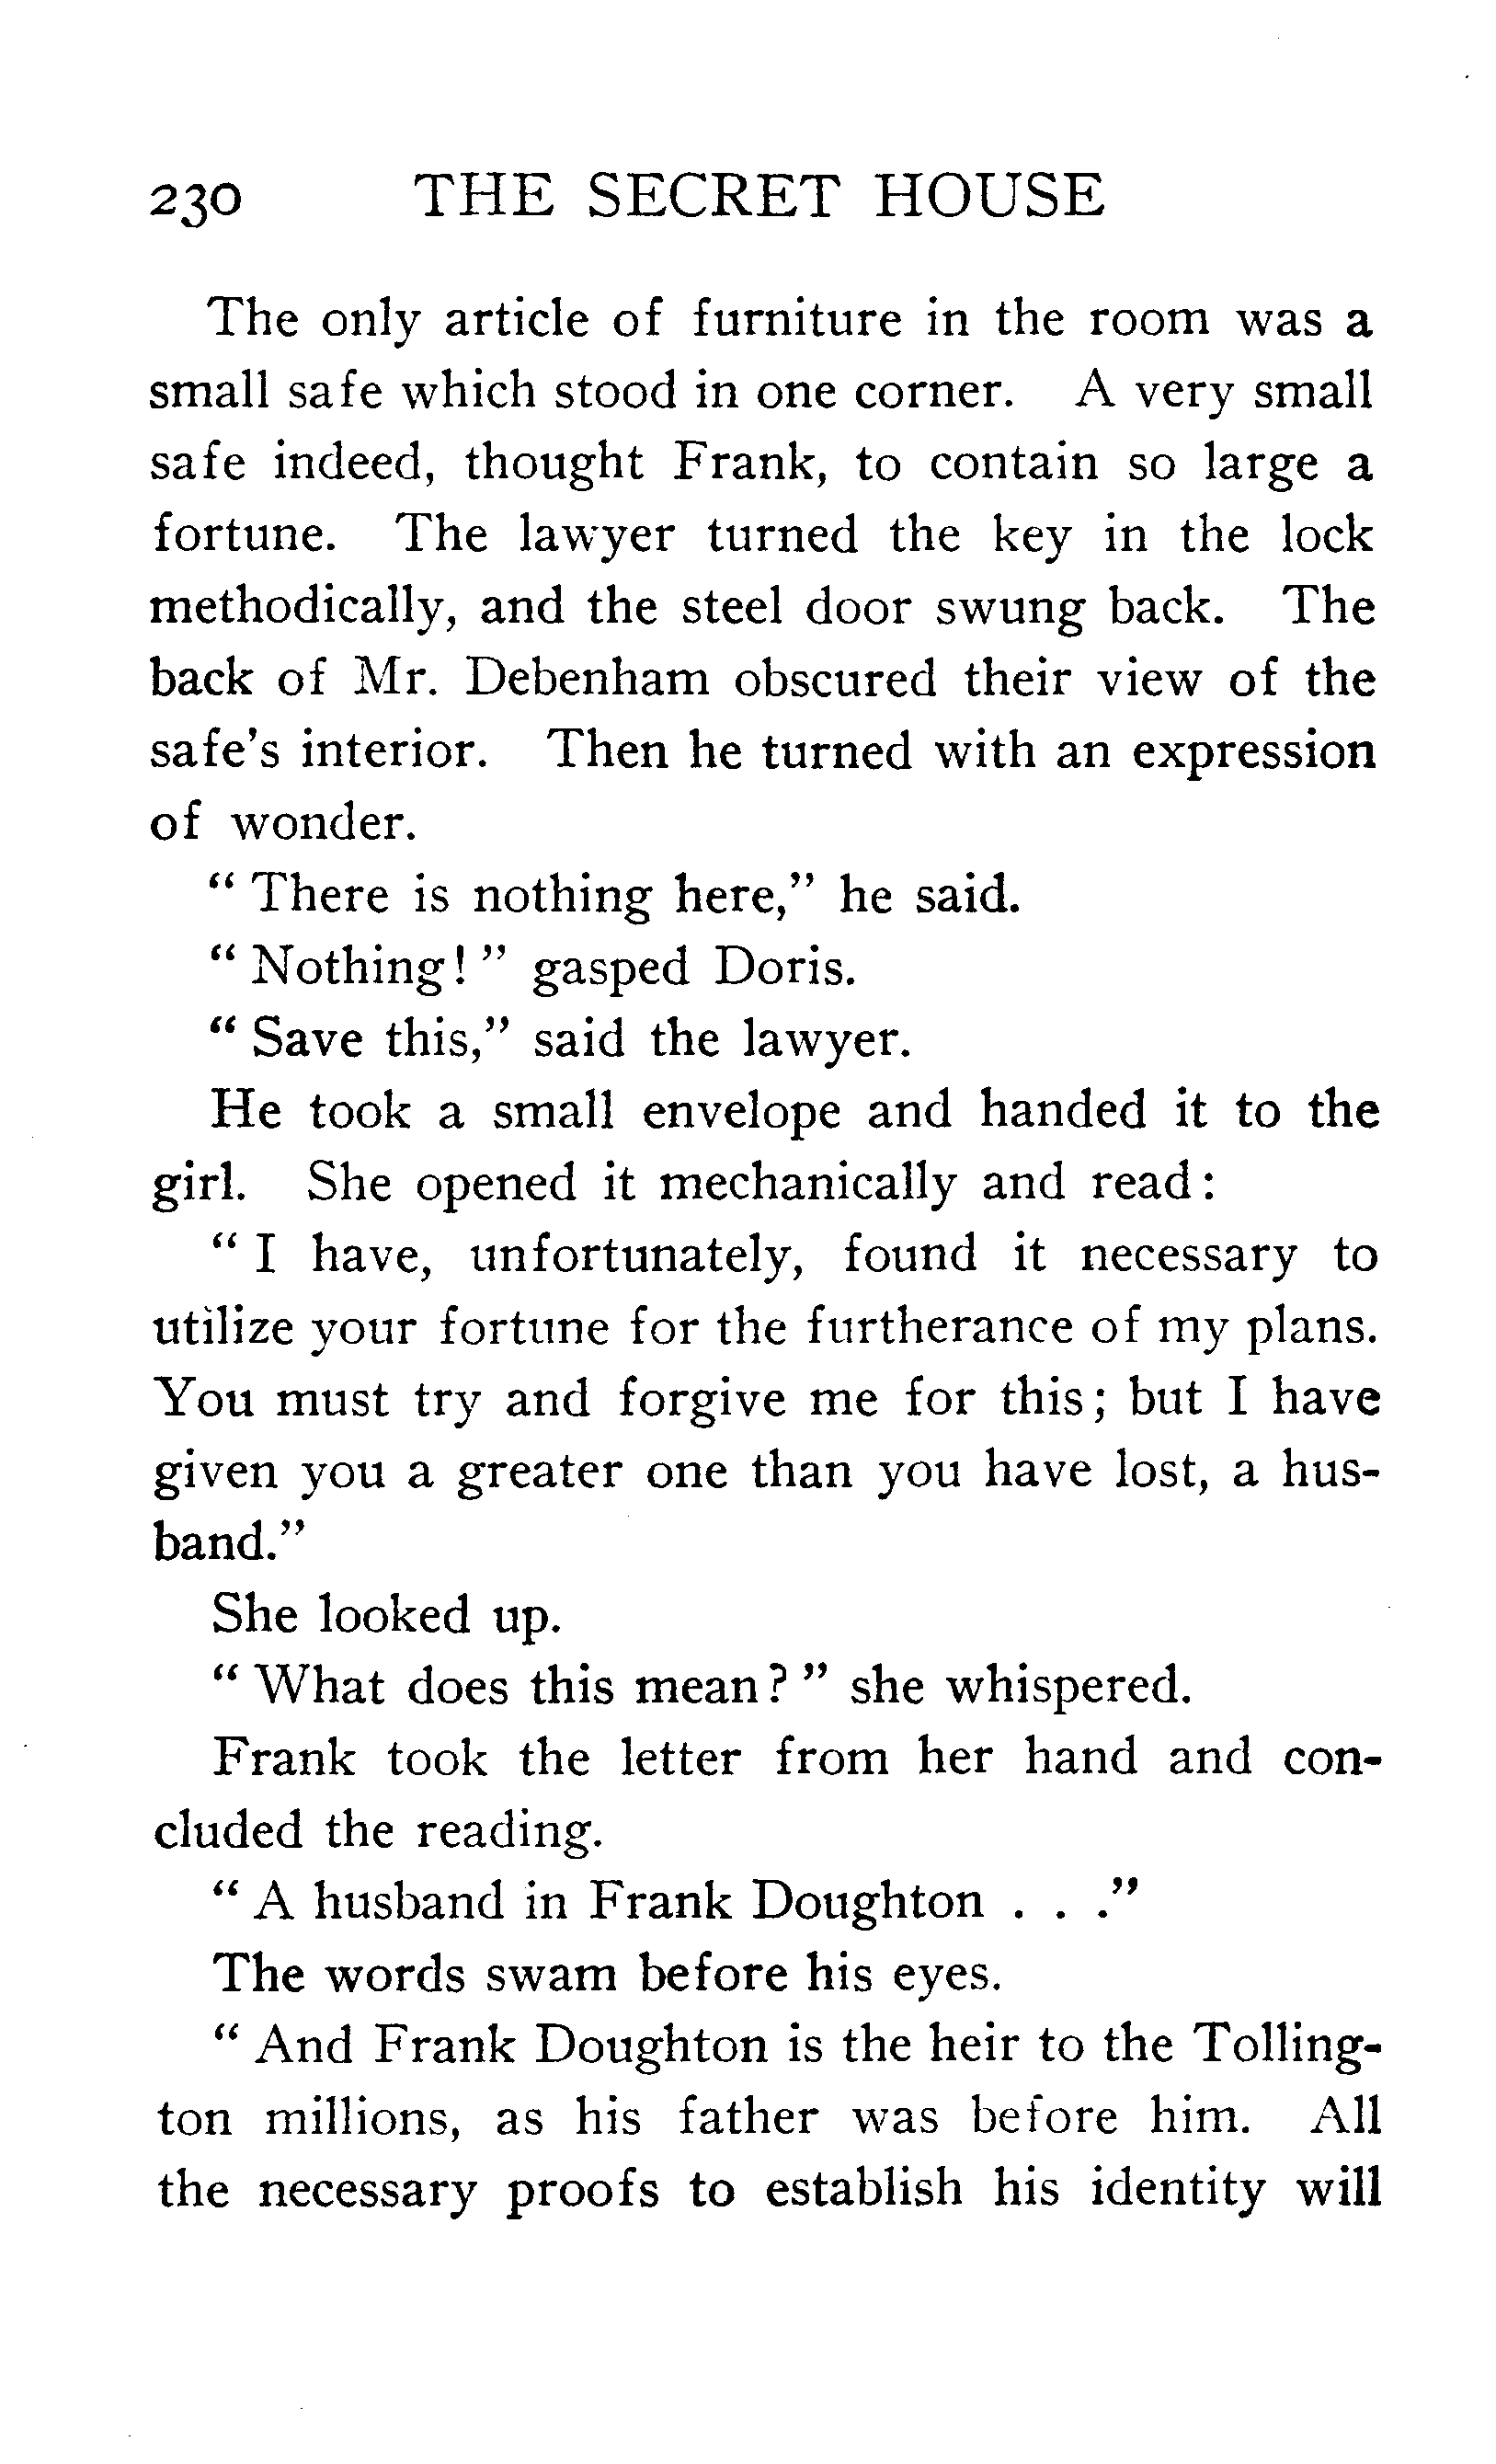 230 THE SECRET HOUSE
The only article of furniture in the room was a
small safe which stood in one corner. A very small
safe indeed, thought Frank, to contain so large a
fortune. The lawyer turned the key in the lock
methodically, and the steel door swung back. The
back of Mr. Debenham obscured their view of the
safe's interior. Then he turned with an expression
of wonder.
" There is nothing here," he said.
" Nothing! " gasped Doris.
" Save this," said the lawyer.
He took a small envelope and handed it to the
girl. She opened it mechanically and read:
" I have, unfortunately, found it necessary to
utilize your fortune for the furtherance of my plans.
You must try and forgive me for this; but I have
given you a greater one than you have lost, a hus-
band."
She looked up.
" What does this mean? " she whispered.
Frank took the letter from her hand and con-
cluded the reading.
" A husband in Frank Doughton . . ."
The words swam before his eyes.
" And Frank Doughton is the heir to the Tolling-
ton millions, as his father was before him. All
the necessary proofs to establish his identity will